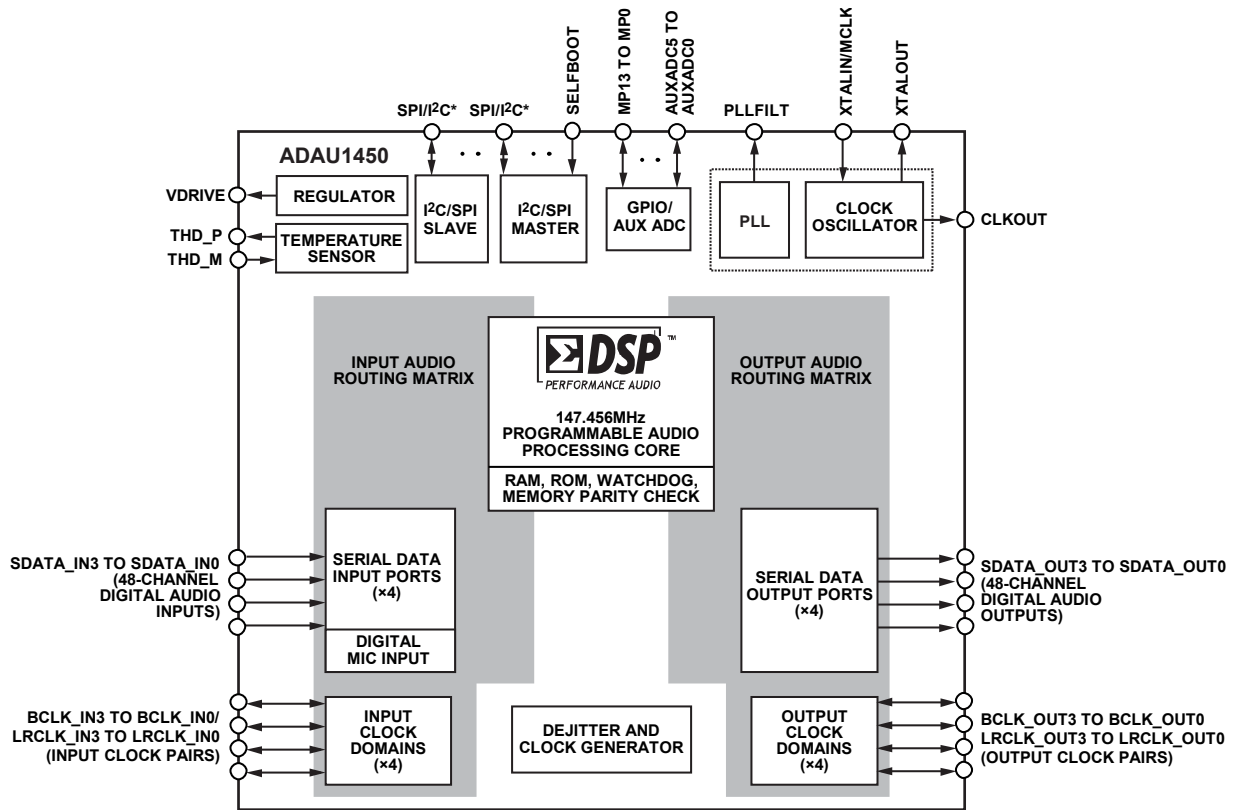 SELFBOOT
MP13 TO MP0
AUXADC5 TO
AUXADC0
XTALIN/MCLK
XTALOUT
SPI/I²C*
SPI/I²C*
PLLFILT
ADAU1450
VDRIVE
REGULATOR
THD_P
THD_M
TEMPERATURE
SENSOR
I²C/SPI
SLAVE
I²C/SPI
MASTER
GPIO/
AUX ADC
PLL
CLOCK
OSCILLATOR
CLKOUT
INPUT AUDIO
ROUTING MATRIX
ΣDSP™
PERFORMANCE AUDIO
147.456MHz
PROGRAMMABLE AUDIO
PROCESSING CORE
RAM, ROM, WATCHDOG,
MEMORY PARITY CHECK
OUTPUT AUDIO
ROUTING MATRIX
SDATA_IN3 TO SDATA_IN0
(48-CHANNEL
DIGITAL AUDIO
INPUTS)
SERIAL DATA
INPUT PORTS
(×4)
DIGITAL
MIC INPUT
SERIAL DATA
OUTPUT PORTS
(×4)
SDATA_OUT3 TO SDATA_OUT0
(48-CHANNEL
DIGITAL AUDIO
OUTPUTS)
BCLK_IN3 TO BCLK_IN0/
LRCLK_IN3 TO LRCLK_IN0
(INPUT CLOCK PAIRS)
INPUT
CLOCK
DOMAINS
(×4)
DEJITTER AND
CLOCK GENERATOR
OUTPUT
CLOCK
DOMAINS
(×4)
BCLK_OUT3 TO BCLK_OUT0
LRCLK_OUT3 TO LRCLK_OUT0
(OUTPUT CLOCK PAIRS)